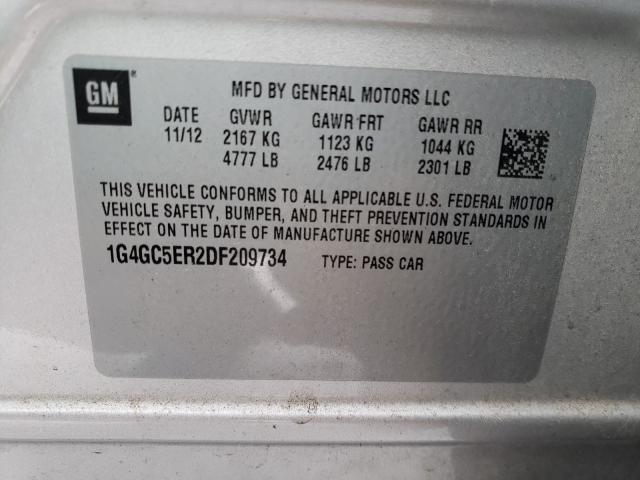 GM ®
MFD BY GENERAL MOTORS LLC
DATE GVWR GAWR FRT GAWR RR
11/12 2167 KG 1123 KG 1044 KG
4777 LB 2476 LB 2301 LB
THIS VEHICLE CONFORMS TO ALL APPLICABLE U.S. FEDERAL MOTOR
VEHICLE SAFETY, BUMPER, AND THEFT PREVENTION STANDARDS IN
EFFECT ON THE DATE OF MANUFACTURE SHOWN ABOVE.
1G4GC5ER2DF209734 TYPE: PASS CAR